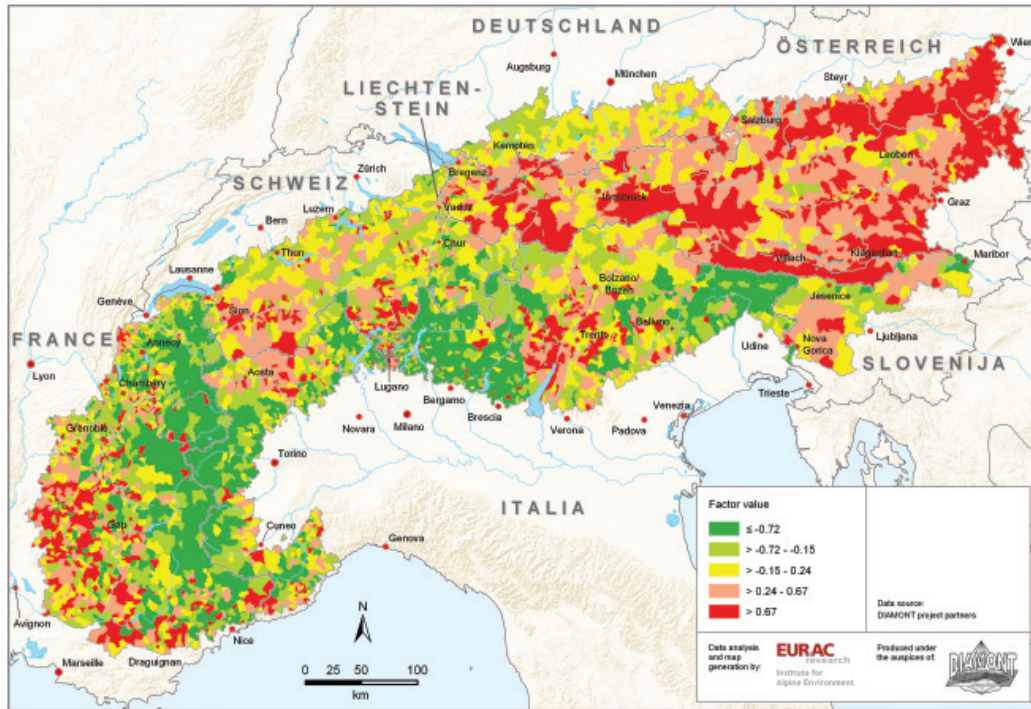 DEUTSCHLAND
Augsburg
München
ÖSTERREICH
Wien
Steyr
LIECHTEN-
STEIN
Salzburg
Kempten
Leoben
Zürich
Bregenz
SCHWEIZ
Innsbruck
Luzern
Vaduz
Graz
Bern
Chur
Thun
Klagenfurt
Villach
Maribor
Lausanne
Bolzano/
Bozen
Jesenice
Genève
Sion
Belluno
Trento
FRANCE
Annecy
Udine
Nova
Gorica
Ljubljana
Lyon
Aosta
SLOVENIJA
Chambéry
Lugano
Bergamo
Trieste
Brescia
Venezia
Novara
Milano
Verona
Padova
Grenoble
Torino
ITALIA
Gap
Cuneo
Genova
Avignon
Nice
Marseille
Draguignan
N
0 25 50 100
km
Factor value
≤ -0.72
> -0.72 - -0.15
> -0.15 - 0.24
> 0.24 - 0.67
> 0.67
Data source:
DIAMONT project partners
Data analysis
and map
generation by:
EURAC
research
Institute for
Alpine Environment
Produced under
the auspices of:
DIAMONT